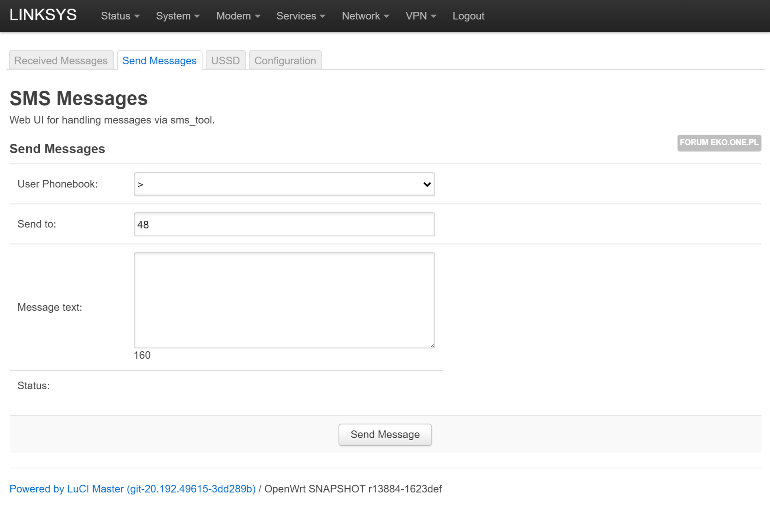 LINKSYS Status System Modem Services Network VPN Logout
Received Messages Send Messages USSD Configuration
SMS Messages
Web UI for handling messages via sms_tool.
FORUM EKO.ONE.PL
Send Messages
User Phonebook: >
Send to: 48
Message text:
160
Status:
Send Message
Powered by LuCI Master (git-20.192.49615-3dd289b) / OpenWrt SNAPSHOT r13884-1623def